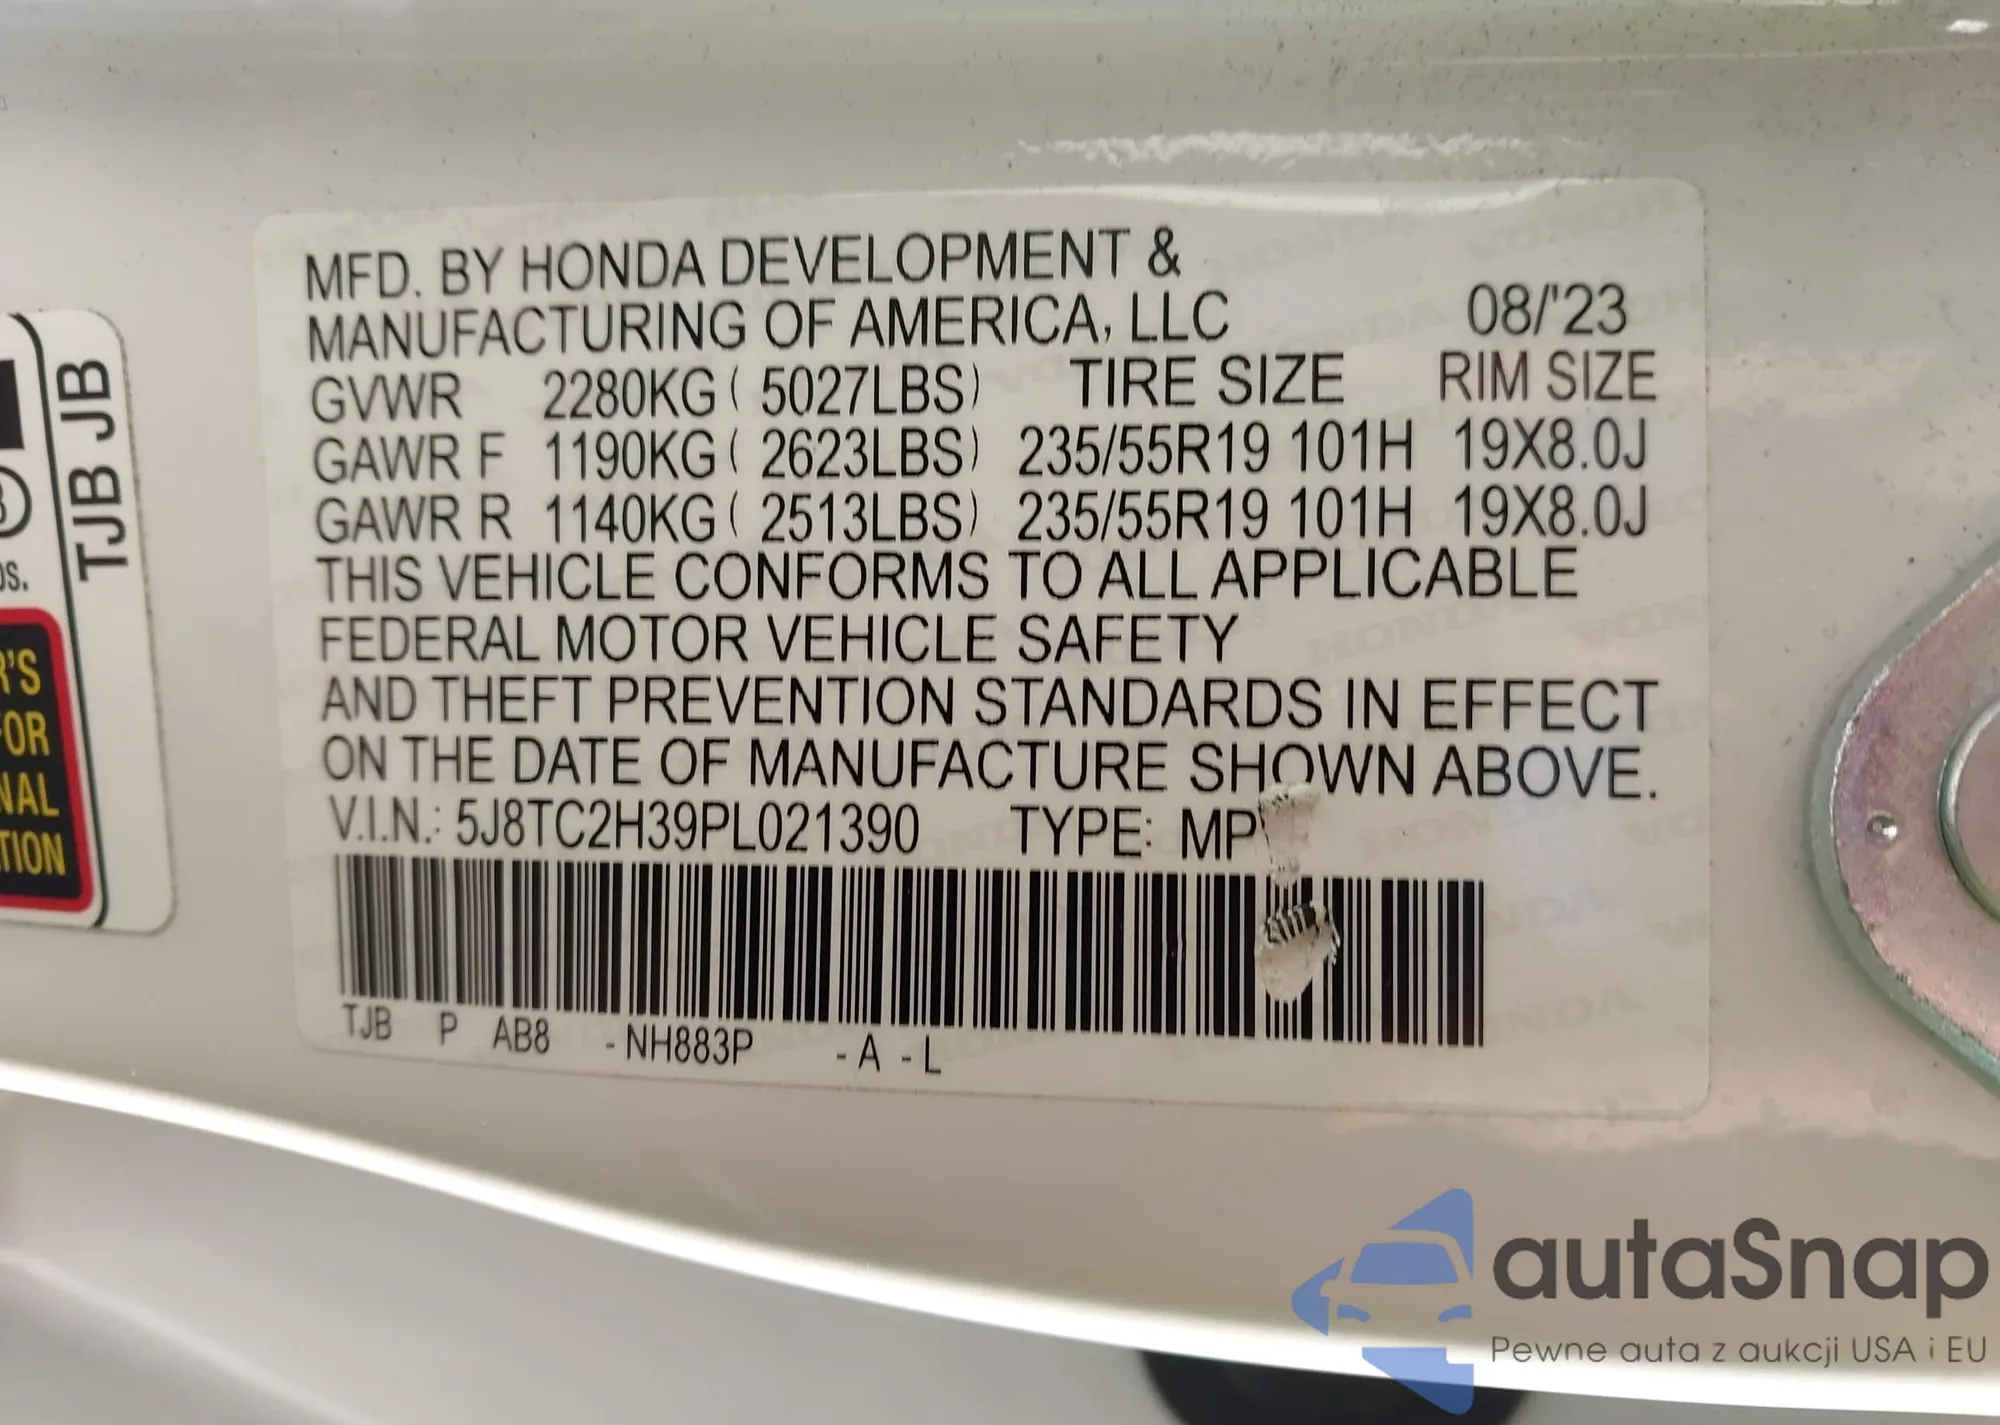 MFD. BY HONDA DEVELOPMENT &
MANUFACTURING OF AMERICA, LLC 08/'23
GVWR 2280KG ( 5027LBS) TIRE SIZE RIM SIZE
GAWR F 1190KG ( 2623LBS) 235/55R19 101H 19X8.0J
GAWR R 1140KG ( 2513LBS) 235/55R19 101H 19X8.0J
THIS VEHICLE CONFORMS TO ALL APPLICABLE
FEDERAL MOTOR VEHICLE SAFETY
AND THEFT PREVENTION STANDARDS IN EFFECT
ON THE DATE OF MANUFACTURE SHOWN ABOVE.
V.I.N.: 5J8TC2H39PL021390 TYPE: MP
TJB P AB8 -NH883P -A -L
TJB JB
'S
FOR
NAL
TION
autaSnap
Pewne auta z aukcji USA i EU